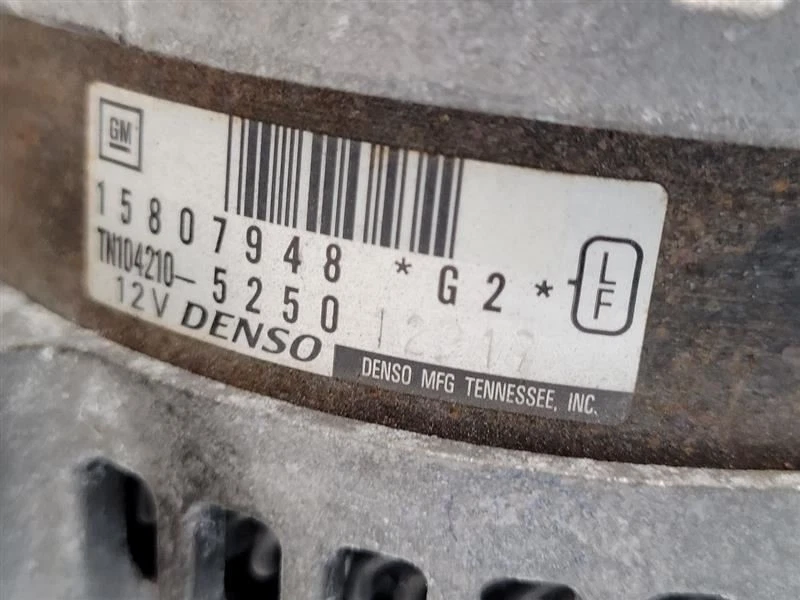 GM
15807948 *G2*
LF
TN104210-5250
12V DENSO
DENSO MFG TENNESSEE, INC.